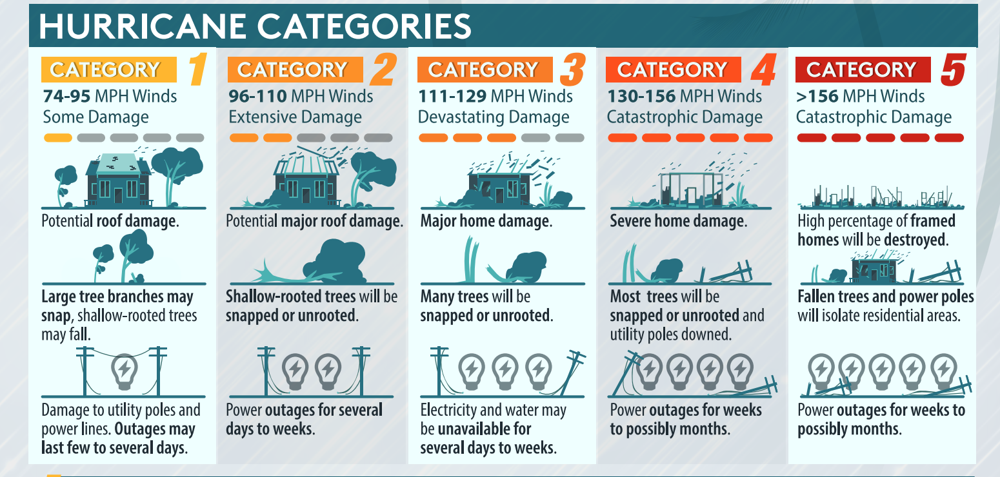 HURRICANE CATEGORIES
CATEGORY 1
74-95 MPH Winds
Some Damage
Potential roof damage.
Large tree branches may
snap, shallow-rooted trees
may fall.
Damage to utility poles and
power lines. Outages may
last few to several days.
CATEGORY 2
96-110 MPH Winds
Extensive Damage
Potential major roof damage.
Shallow-rooted trees will be
snapped or unrooted.
Power outages for several
days to weeks.
CATEGORY 3
111-129 MPH Winds
Devastating Damage
Major home damage.
Many trees will be
snapped or unrooted.
Electricity and water may
be unavailable for
several days to weeks.
CATEGORY 4
130-156 MPH Winds
Catastrophic Damage
Severe home damage.
Most trees will be
snapped or unrooted and
utility poles downed.
Power outages for weeks
to possibly months.
CATEGORY 5
>156 MPH Winds
Catastrophic Damage
High percentage of framed
homes will be destroyed.
Fallen trees and power poles
will isolate residential areas.
Power outages for weeks to
possibly months.